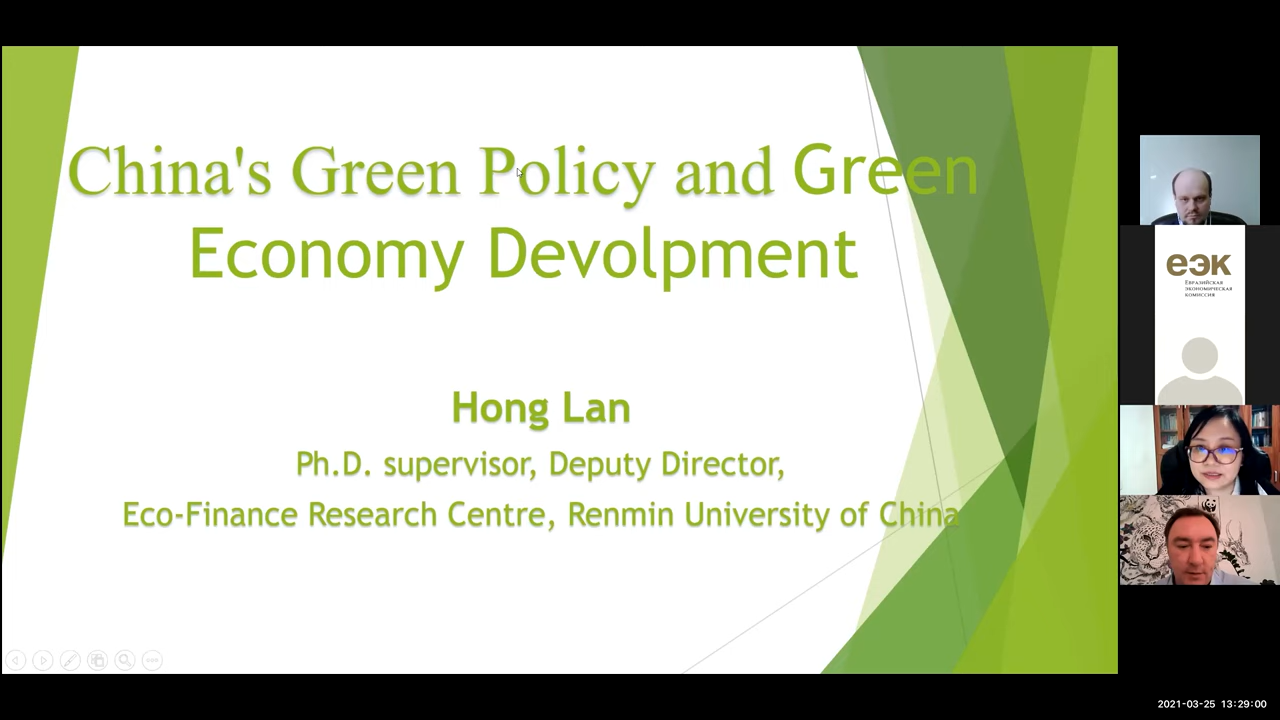 China's Green Policy and Green
Economy Devolpment
Hong Lan
Ph.D. supervisor, Deputy Director,
Eco-Finance Research Centre, Renmin University of China
еэк
Евразийская
экономическая
комиссия
2021-03-25 13:29:00